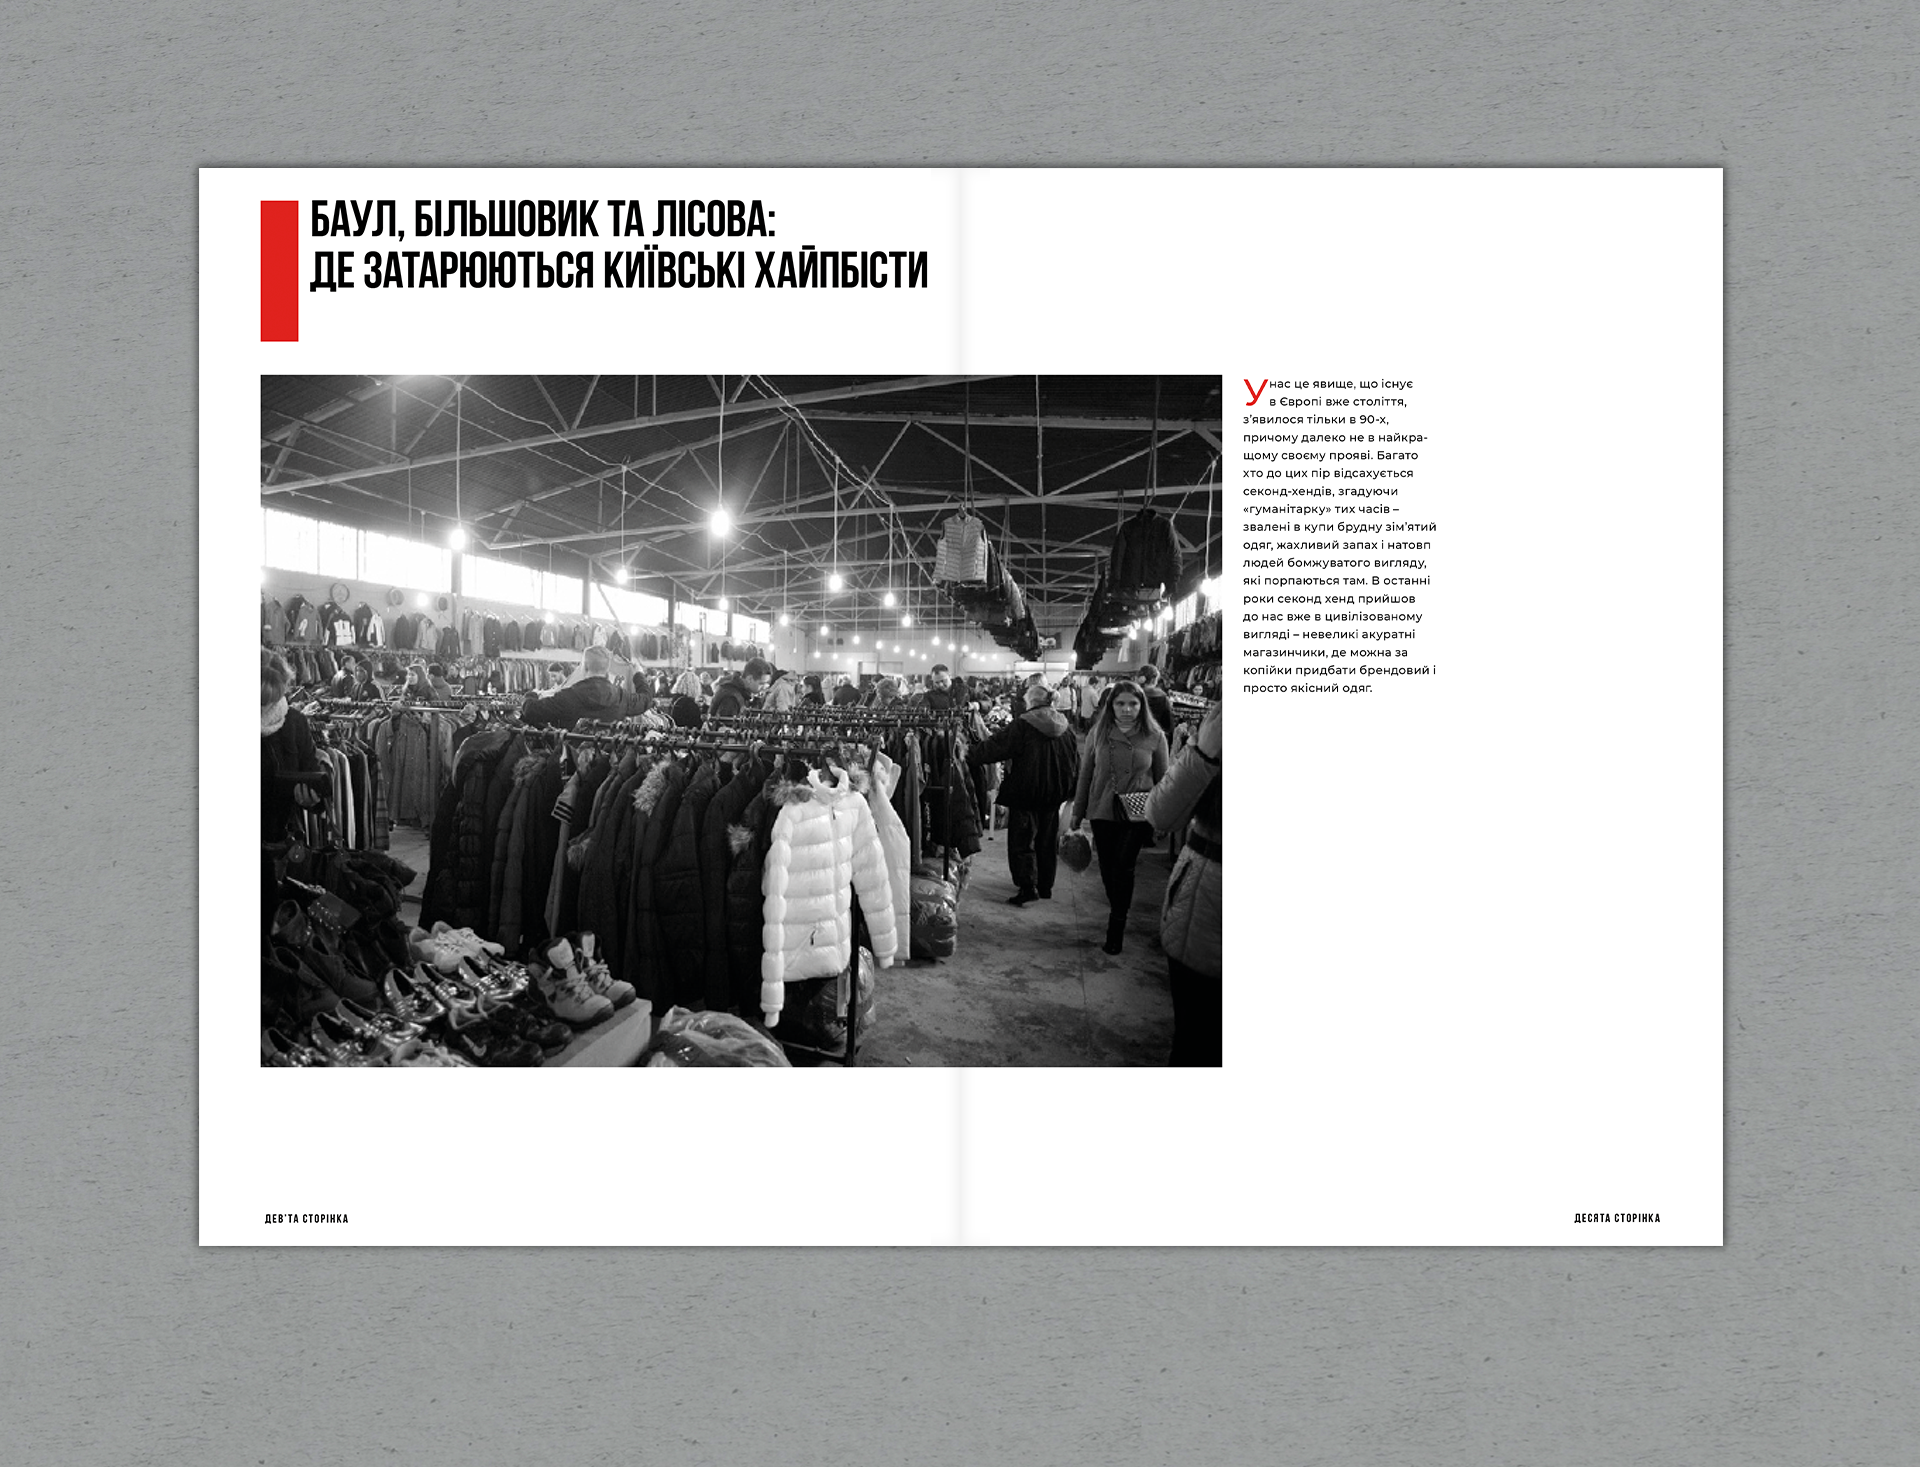 БАУЛ, БІЛЬШОВИК ТА ЛІСОВА:
ДЕ ЗАТАРЮЮТЬСЯ КИЇВСЬКІ ХАЙПБІСТИ
У нас це явище, що існує
в Європі вже століття,
з’явилося тільки в 90-х,
причому далеко не в найкра-
щому своєму прояві. Багато
хто до цих пір відсахується
секонд-хендів, згадуючи
«гуманітарку» тих часів –
звалені в купи брудну зім’ятий
одяг, жахливий запах і натовп
людей бомжуватого вигляду,
які порпаються там. В останні
роки секонд хенд прийшов
до нас вже в цивілізованому
вигляді – невеликі акуратні
магазинчики, де можна за
копійки придбати брендовий і
просто якісний одяг.
ДЕВ’ТА СТОРІНКА
ДЕСЯТА СТОРІНКА